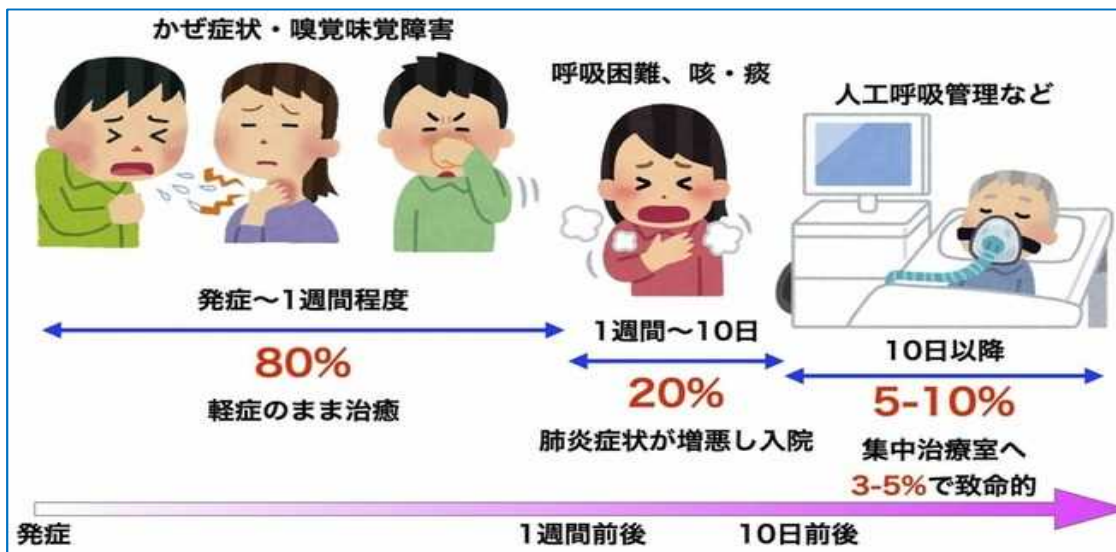 かぜ症状・嗅覚味覚障害
発症〜1週間程度
80%
軽症のまま治癒
呼吸困難、咳・痰
1週間〜10日
20%
肺炎症状が増悪し入院
人工呼吸管理など
10日以降
5-10%
集中治療室へ
3-5%で致命的
発症
1週間前後
10日前後